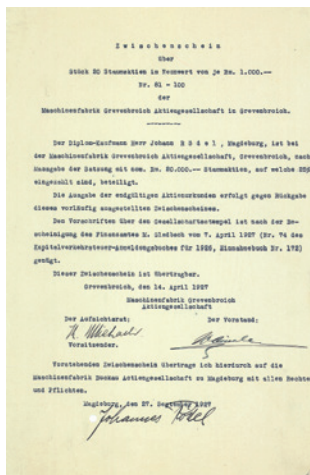 Zwischenschein
über
Stück 20 Stammaktien im Nennwert von je Rm. 1.000.--
Nr. 81 - 100
der
Maschinenfabrik Grevenbroich Aktiengesellschaft in Grevenbroich.
Der Diplom-Kaufmann Herr Johann Rödel, Magdeburg, ist bei
der Maschinenfabrik Grevenbroich Aktiengesellschaft, Grevenbroich, nach
Massgabe der Satzung mit nom. Rm. 20.000.-- Stammaktien, auf welche
eingezahlt sind, beteiligt.
Die Ausgabe der endgültigen Aktienurkunden erfolgt gegen Rückgabe
dieses vorläufig ausgestellten Zwischenscheines.
Den Vorschriften über den Gesellschaftsstempel ist nach der Be-
scheinigung des Finanzamtes M. Gladbach vom 7. April 1927 (Nr. 74 des
Kapitalverkehrsteuer-Anmeldungsbuches für 1926, Einnahmebuch Nr. 172)
genügt.
Dieser Zwischenschein ist übertragbar.
Grevenbroich, den 14. April 1927
Maschinenfabrik Grevenbroich
Aktiengesellschaft
Der Aufsichtsrat: Der Vorstand:
Vorsitzender.
Vorstehenden Zwischenschein übertrage ich hierdurch auf die
Maschinenfabrik Buckau Aktiengesellschaft zu Magdeburg mit allen Rechten
und Pflichten.
Magdeburg, den 27. September 1927
Johannes Rödel